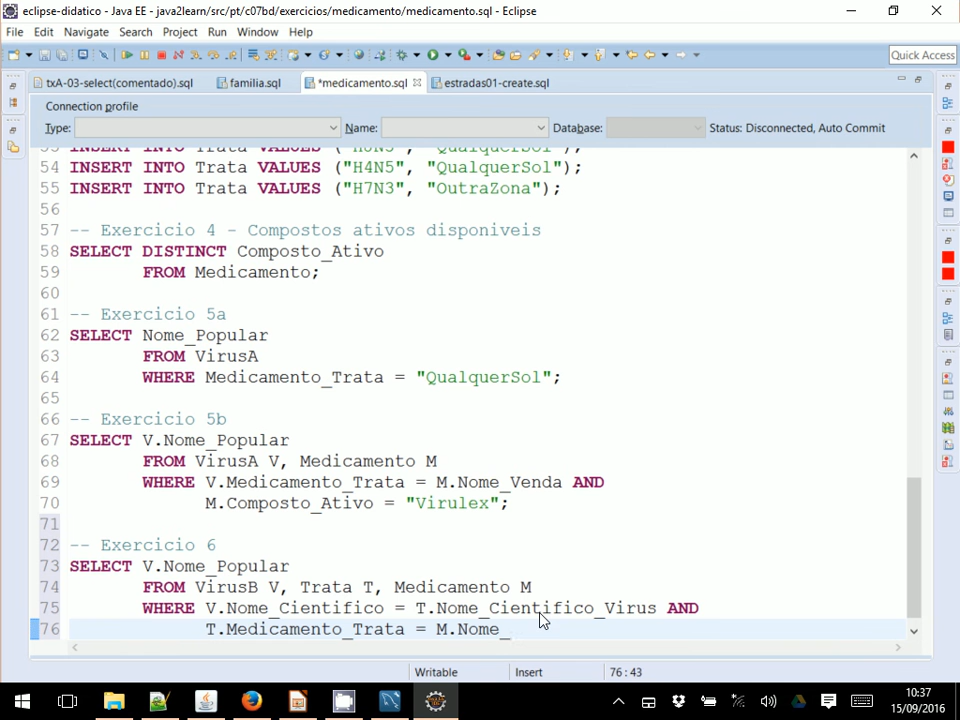 eclipse-didatico - Java EE - java2learn/src/pt/c07bd/exercicios/medicamento/medicamento.sql - Eclipse
File Edit Navigate Search Project Run Window Help
Quick Access
txA-03-select(comentado).sql familia.sql *medicamento.sql estradas01-create.sql
Connection profile
Type: Name: Database: Status: Disconnected, Auto Commit
53 INSERT INTO Trata VALUES ("H5N5", "QualquerSol");
54 INSERT INTO Trata VALUES ("H4N5", "QualquerSol");
55 INSERT INTO Trata VALUES ("H7N3", "OutraZona");
56
57 -- Exercicio 4 - Compostos ativos disponiveis
58 SELECT DISTINCT Composto_Ativo
59 FROM Medicamento;
60
61 -- Exercicio 5a
62 SELECT Nome_Popular
63 FROM VirusA
64 WHERE Medicamento_Trata = "QualquerSol";
65
66 -- Exercicio 5b
67 SELECT V.Nome_Popular
68 FROM VirusA V, Medicamento M
69 WHERE V.Medicamento_Trata = M.Nome_Venda AND
70 M.Composto_Ativo = "Virulex";
71
72 -- Exercicio 6
73 SELECT V.Nome_Popular
74 FROM VirusB V, Trata T, Medicamento M
75 WHERE V.Nome_Cientifico = T.Nome_Cientifico_Virus AND
76 T.Medicamento_Trata = M.Nome_
Writable Insert 76 : 43
10:37
15/09/2016